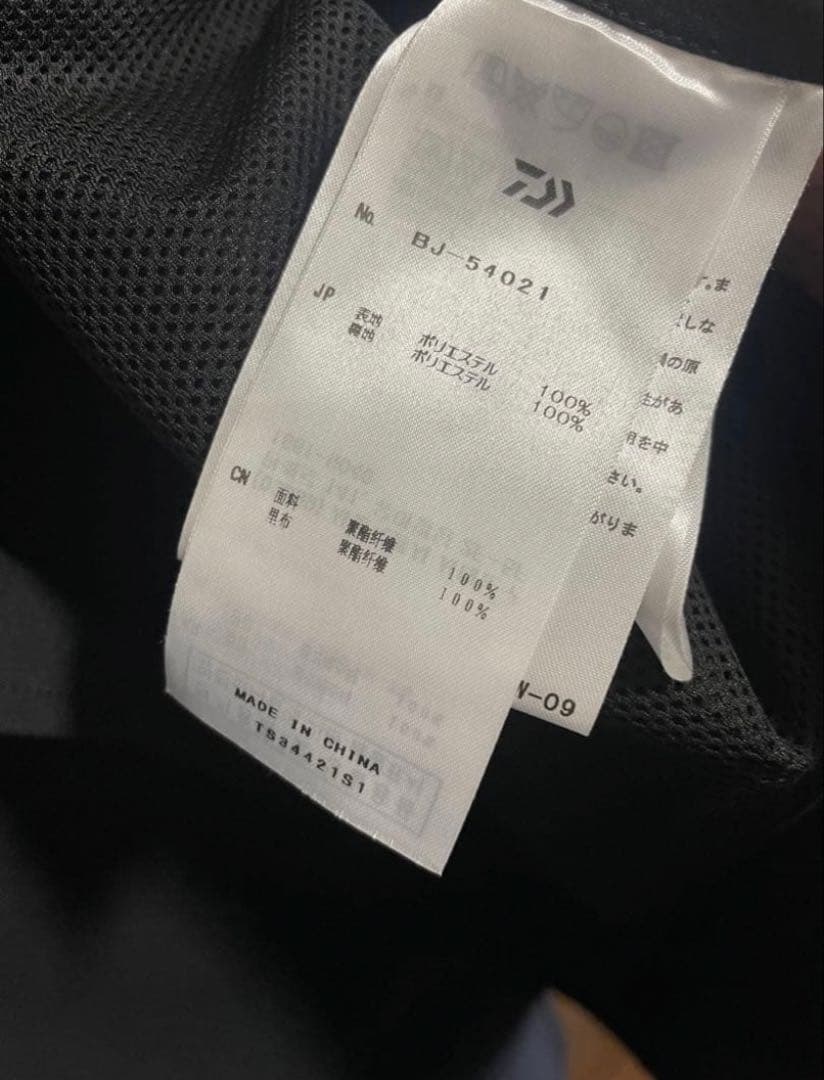 No. BJ-54021
JP 表地 ポリエステル 100%
裏地 ポリエステル 100%
CN 面料 聚酯纤维 100%
里布 聚酯纤维 100%
MADE IN CHINA
TS34421S1
す。ま
しな
の原
があ
用を中
さい。
がりま
W-09